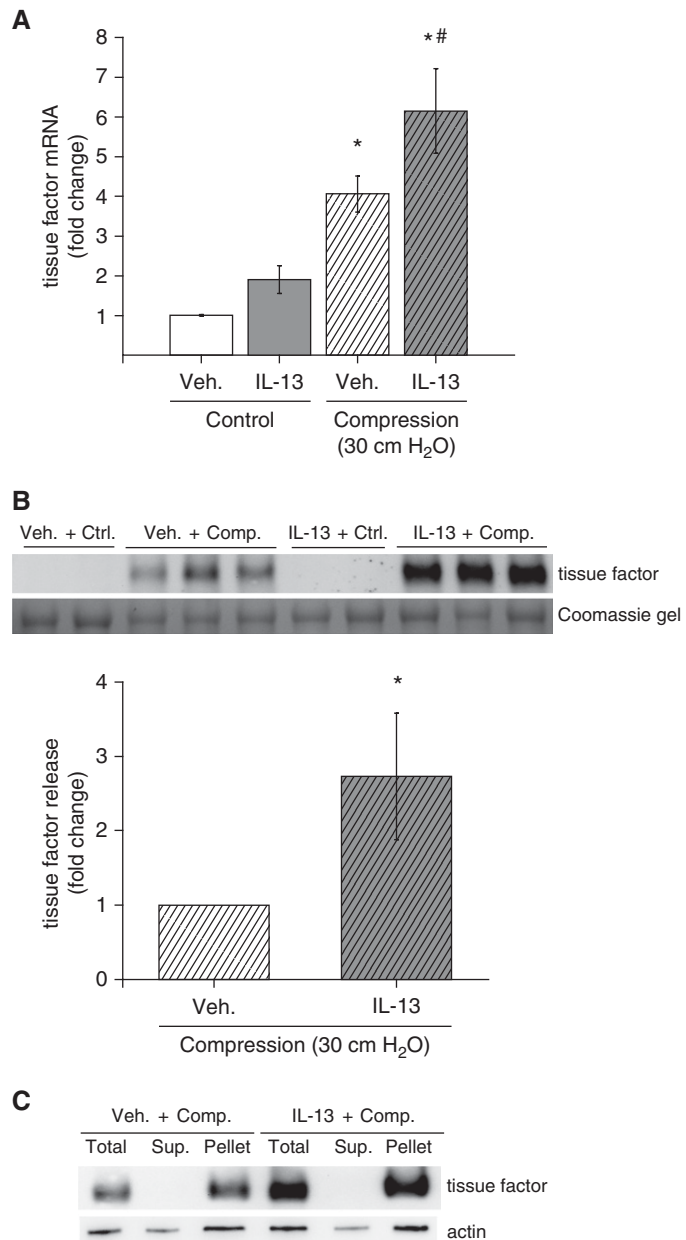 A
tissue factor mRNA
(fold change)
8
7
6
5
4
3
2
1
*
* #
Veh. IL-13 Veh. IL-13
Control Compression
(30 cm H₂O)
B
Veh. + Ctrl. Veh. + Comp. IL-13 + Ctrl. IL-13 + Comp.
tissue factor
Coomassie gel
tissue factor release
(fold change)
4
3
2
1
0
*
Veh. IL-13
Compression (30 cm H₂O)
C
Veh. + Comp. IL-13 + Comp.
Total Sup. Pellet Total Sup. Pellet
tissue factor
actin